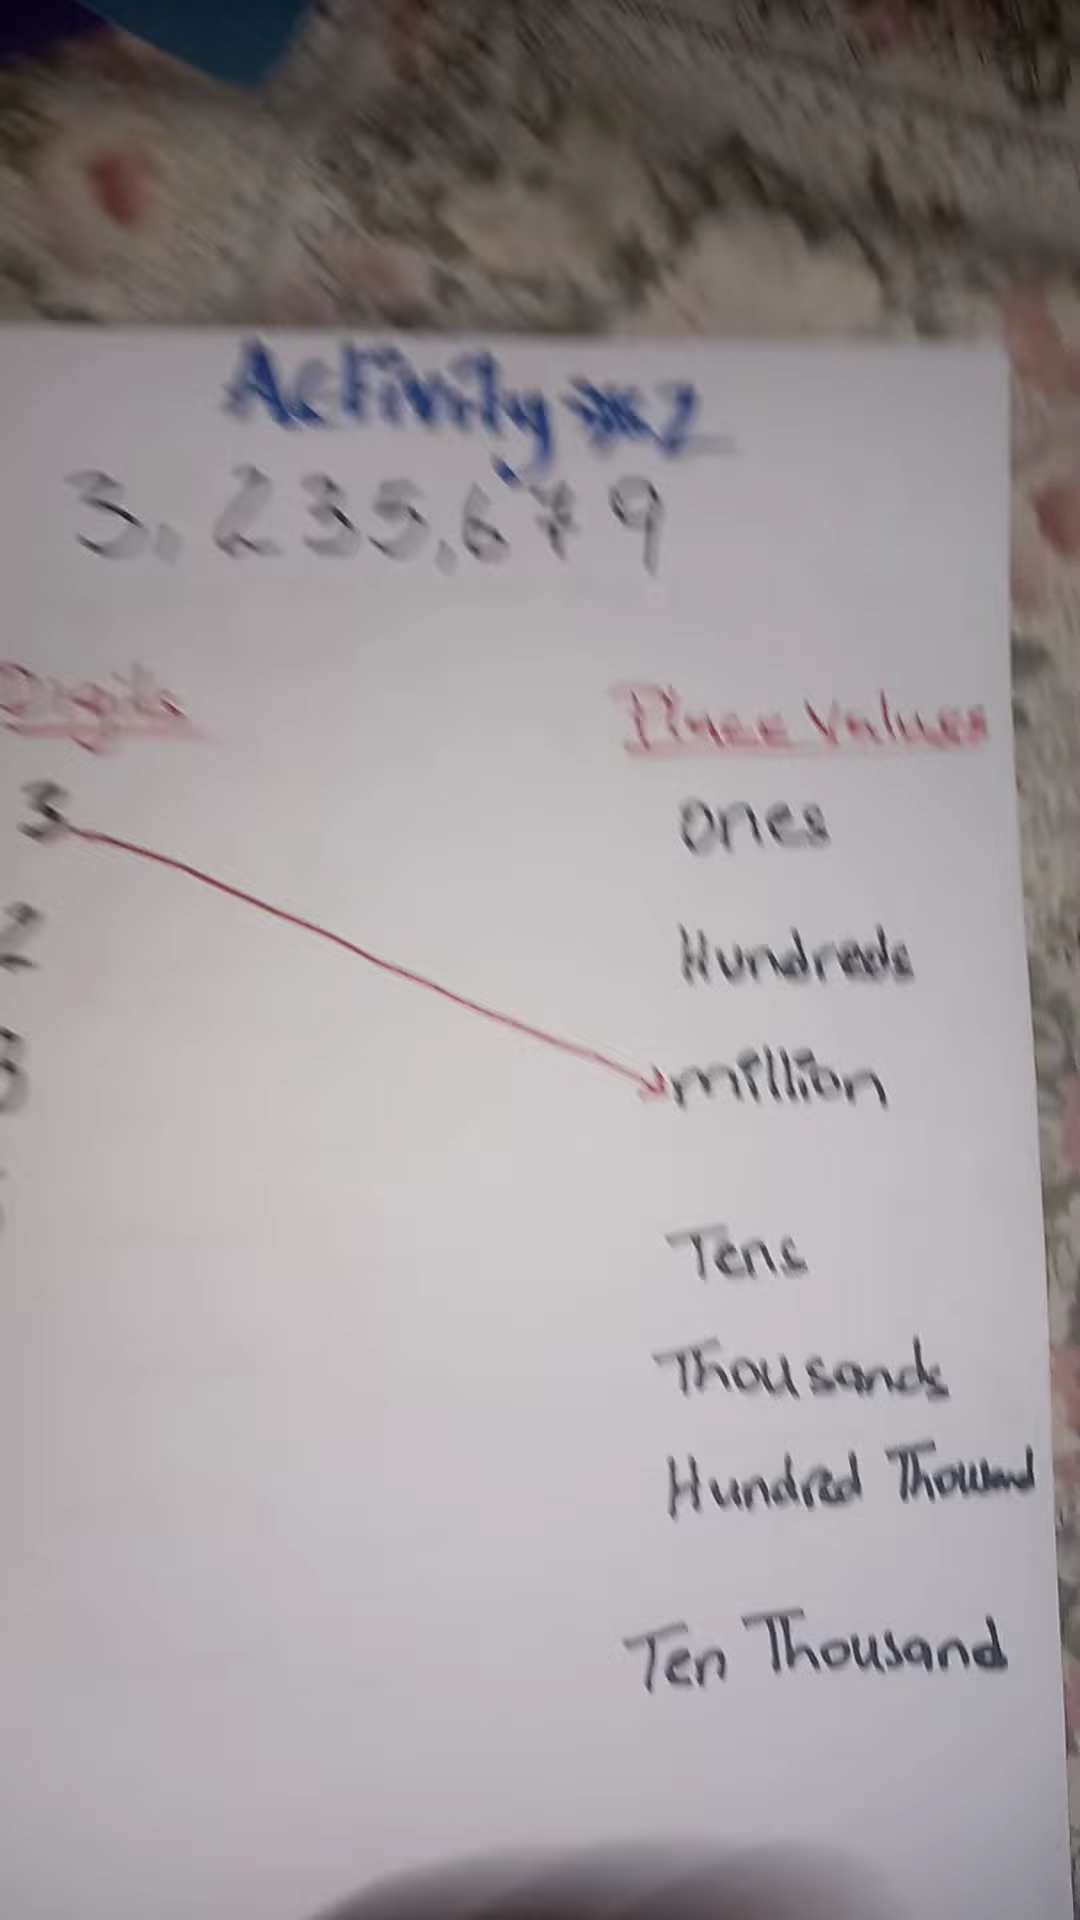 Activity #2
3,235,679
Digits
Place Values
3
ones
2
Hundreds
3
million
Tens
Thousands
Hundred Thousand
Ten Thousand